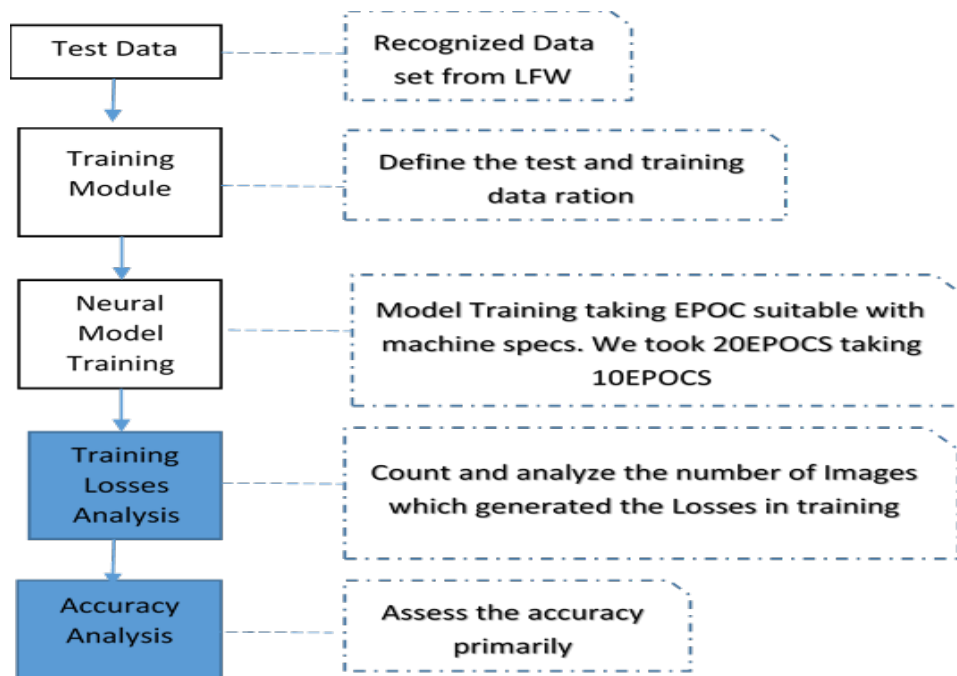 Test Data
Recognized Data
set from LFW
Training
Module
Define the test and training
data ration
Neural
Model
Training
Model Training taking EPOC suitable with
machine specs. We took 20EPOCS taking
10EPOCS
Training
Losses
Analysis
Count and analyze the number of Images
which generated the Losses in training
Accuracy
Analysis
Assess the accuracy
primarily